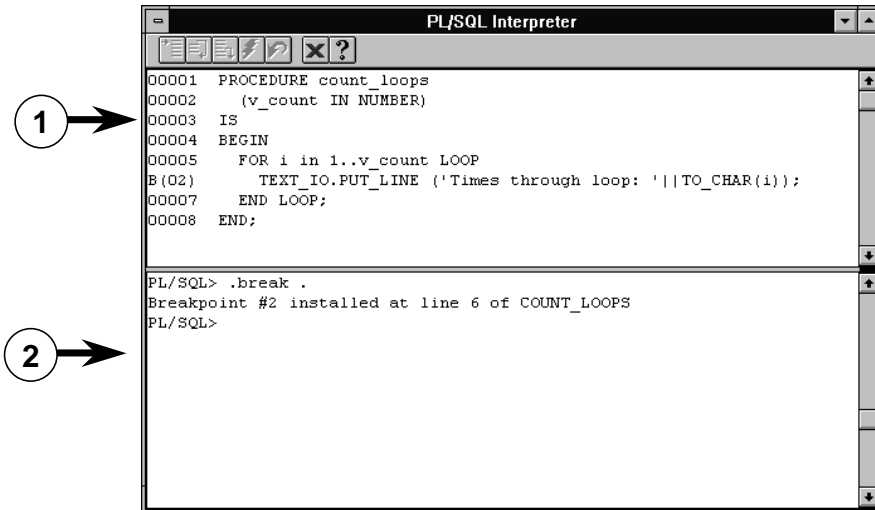 PL/SQL Interpreter
?
00001 PROCEDURE count_loops
00002 (v_count IN NUMBER)
1
00003 IS
00004 BEGIN
00005 FOR i in 1..v_count LOOP
B(02) TEXT_IO.PUT_LINE ('Times through loop: '||TO_CHAR(i));
00007 END LOOP;
00008 END;
PL/SQL> .break .
Breakpoint #2 installed at line 6 of COUNT_LOOPS
PL/SQL>
2